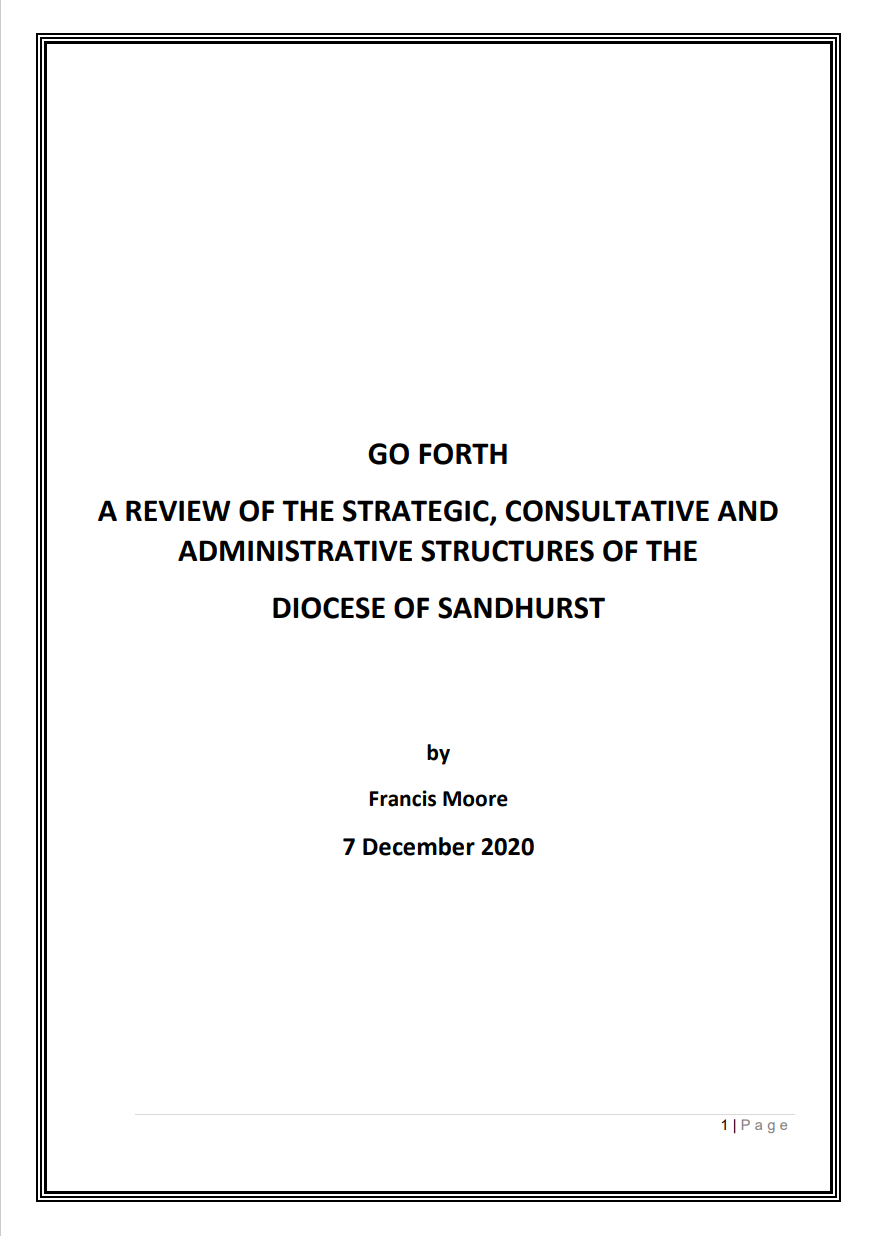 GO FORTH
A REVIEW OF THE STRATEGIC, CONSULTATIVE AND
ADMINISTRATIVE STRUCTURES OF THE
DIOCESE OF SANDHURST
by
Francis Moore
7 December 2020
1 | Page